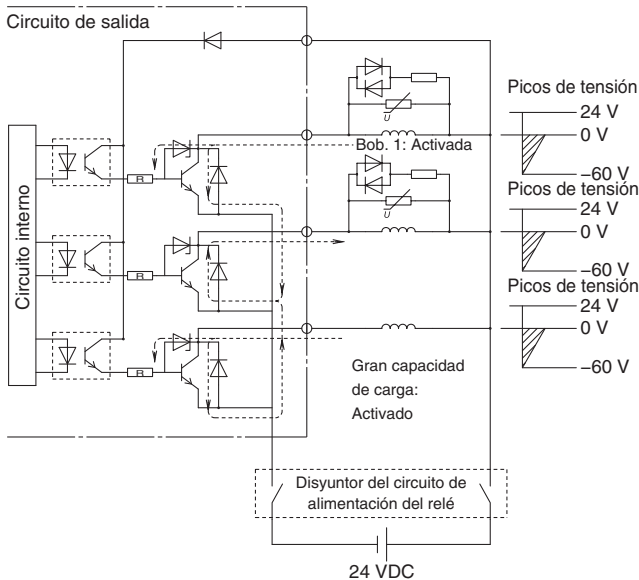 Circuito de salida
Picos de tensión
24 V
0 V
–60 V
U
Bob. 1: Activada
R
Picos de tensión
24 V
0 V
–60 V
U
Circuito interno
R
Picos de tensión
24 V
0 V
–60 V
R
Gran capacidad
de carga:
Activado
Disyuntor del circuito de
alimentación del relé
24 VDC